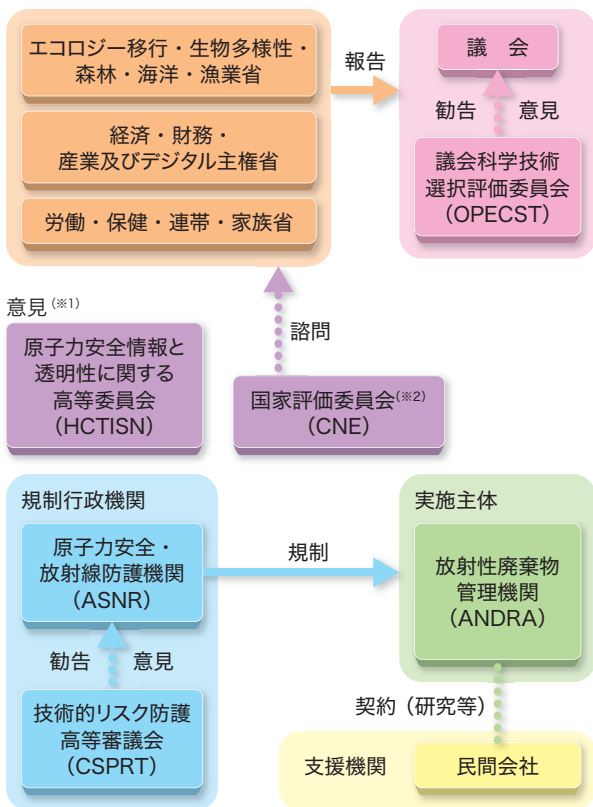 エコロジー移行・生物多様性・
森林・海洋・漁業省
経済・財務・
産業及びデジタル主権省
労働・保健・連帯・家族省
報告
議 会
勧告 意見
議会科学技術
選択評価委員会
(OPECST)
諮問
意見(※1)
原子力安全情報と
透明性に関する
高等委員会
(HCTISN)
国家評価委員会(※2)
(CNE)
規制行政機関
原子力安全・
放射線防護機関
(ASNR)
勧告 意見
技術的リスク防護
高等審議会
(CSPRT)
規制
実施主体
放射性廃棄物
管理機関
(ANDRA)
契約(研究等)
支援機関
民間会社